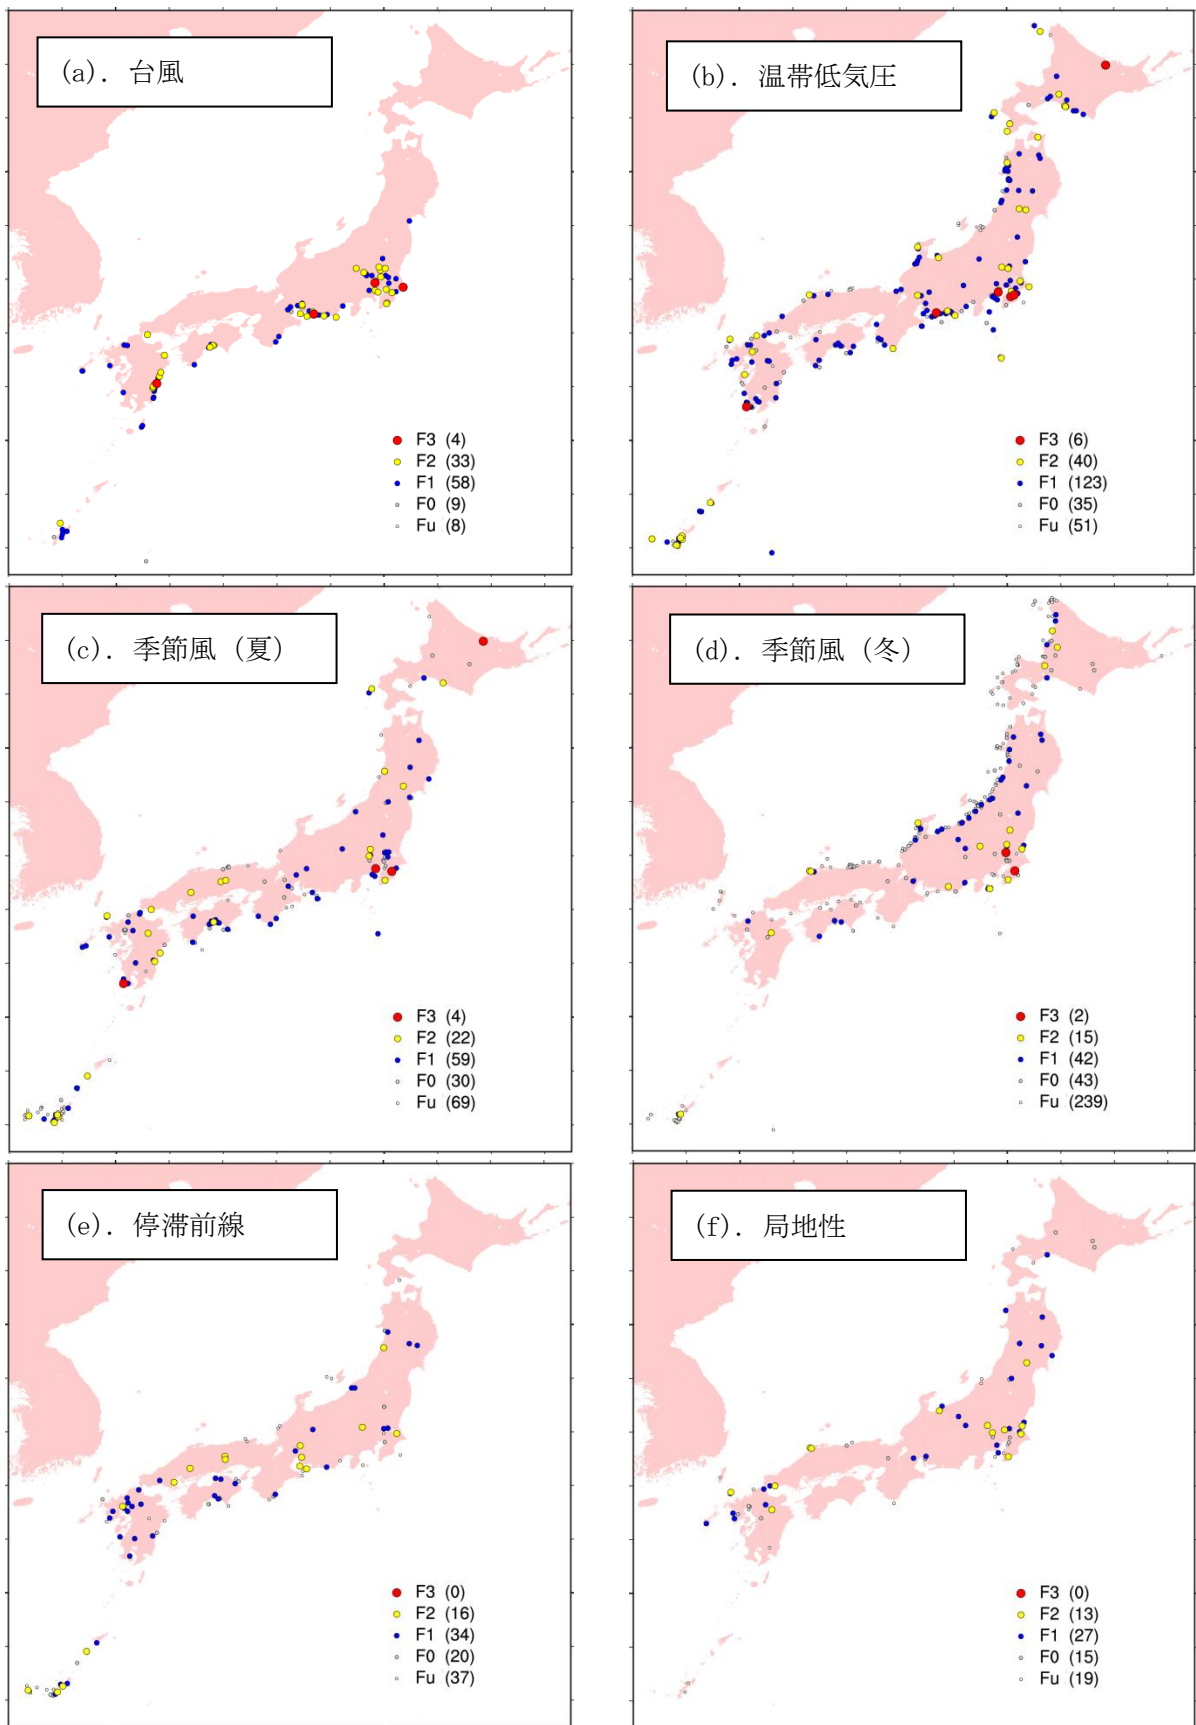 (a). 台風
F3 (4)
F2 (33)
F1 (58)
F0 (9)
Fu (8)
(b). 温帯低気圧
F3 (6)
F2 (40)
F1 (123)
F0 (35)
Fu (51)
(c). 季節風（夏）
F3 (4)
F2 (22)
F1 (59)
F0 (30)
Fu (69)
(d). 季節風（冬）
F3 (2)
F2 (15)
F1 (42)
F0 (43)
Fu (239)
(e). 停滞前線
F3 (0)
F2 (16)
F1 (34)
F0 (20)
Fu (37)
(f). 局地性
F3 (0)
F2 (13)
F1 (27)
F0 (15)
Fu (19)